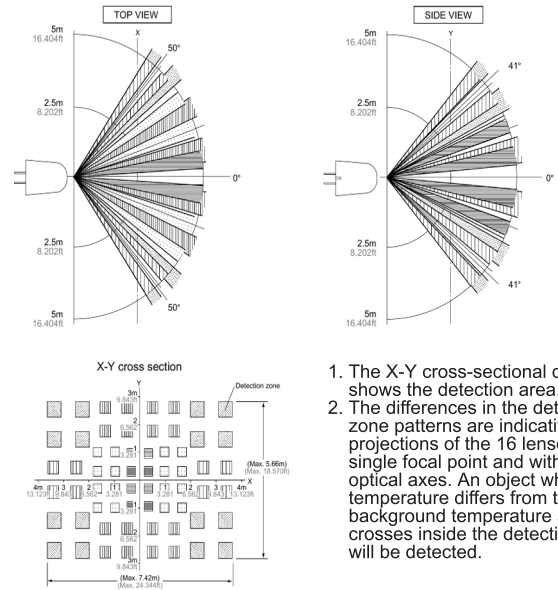 TOP VIEW
5m
16.404ft
X
50°
2.5m
8.202ft
0°
2.5m
8.202ft
50°
5m
16.404ft
SIDE VIEW
5m
16.404ft
Y
41°
2.5m
8.202ft
0°
2.5m
8.202ft
41°
5m
16.404ft
X-Y cross section
Y
3m
9.843ft
Detection zone
2
6.562
1
3.281
(Max. 5.66m)
(Max. 18.570ft)
X
4m 3 2 1 1 2 3 4m
13.123ft 9.843 6.562 3.281 3.281 6.562 9.843 13.123ft
1
3.281
2
6.562
3m
9.843ft
(Max. 7.42m)
(Max. 24.344ft)
1. The X-Y cross-sectional
shows the detection area
2. The differences in the
zone patterns are
projections of the 16
single focal point and
optical axes. An object
temperature differs from
background temperature
crosses inside the
will be detected.